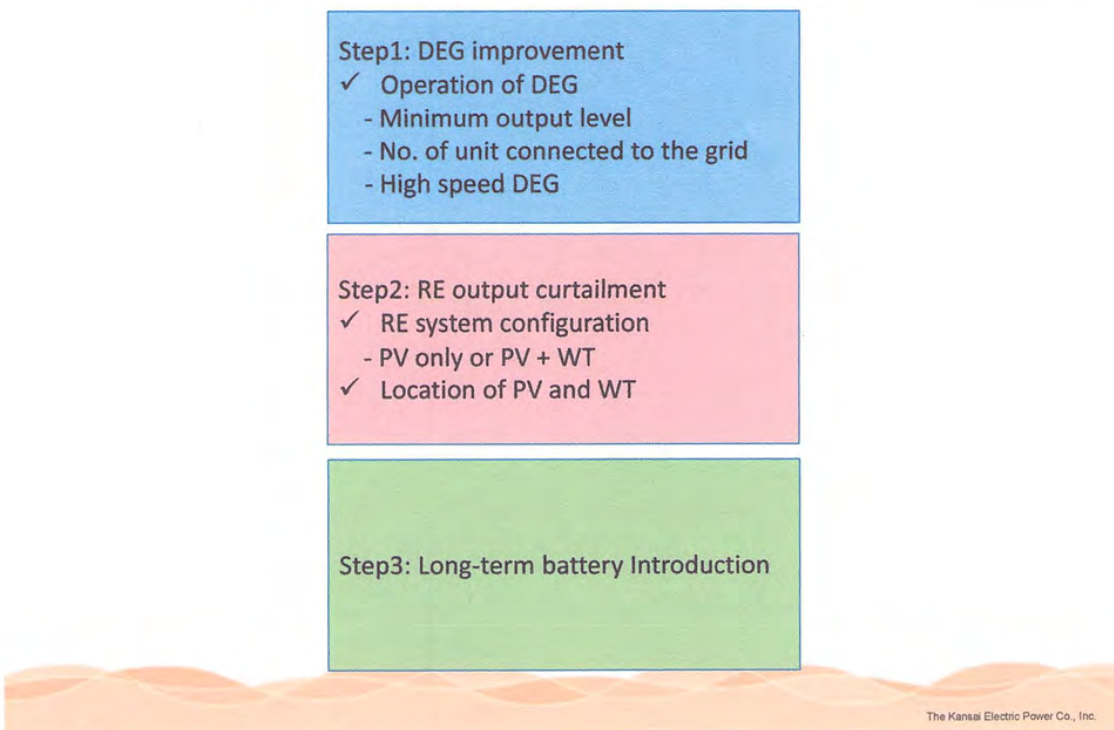 Step1: DEG improvement
✓ Operation of DEG
- Minimum output level
- No. of unit connected to the grid
- High speed DEG
Step2: RE output curtailment
✓ RE system configuration
- PV only or PV + WT
✓ Location of PV and WT
Step3: Long-term battery Introduction
The Kansai Electric Power Co., Inc.